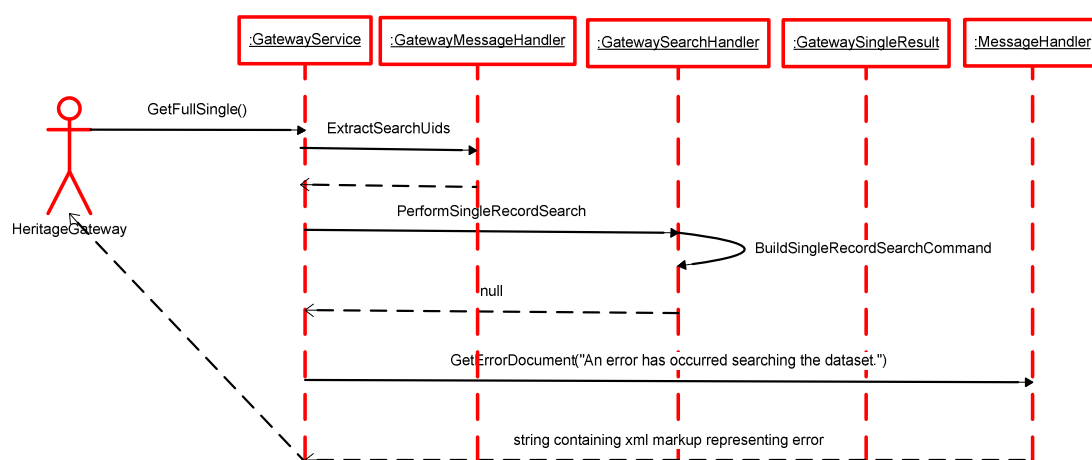 :GatewayService
:GatewayMessageHandler
:GatewaySearchHandler
:GatewaySingleResult
:MessageHandler
GetFullSingle()
ExtractSearchUids
PerformSingleRecordSearch
HeritageGateway
BuildSingleRecordSearchCommand
null
GetErrorDocument("An error has occurred searching the dataset.")
string containing xml markup representing error